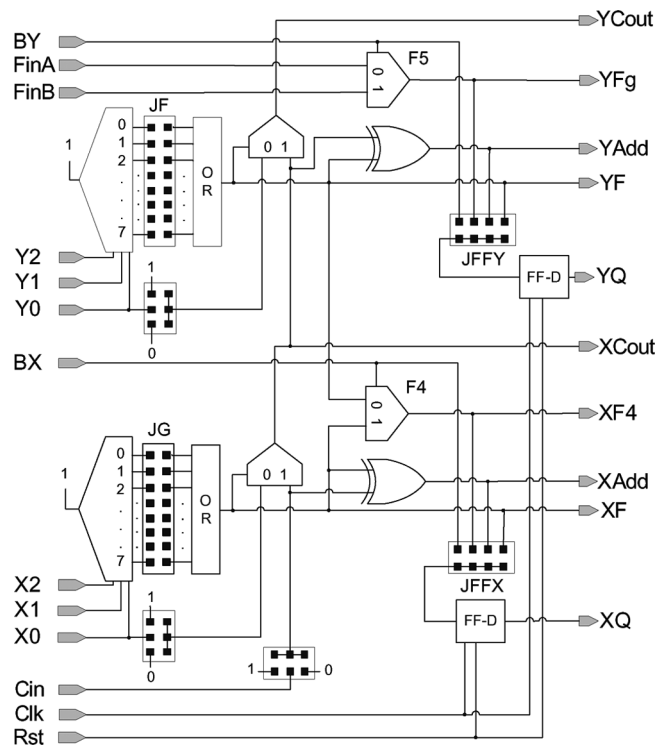 YCout
BY
F5
FinA
0
YFg
1
FinB
JF
0
1
1
0 1
YAdd
2
O
R
YF
7
Y2
JFFY
Y1
1
FF-D
YQ
Y0
0
XCout
BX
F4
0
1
XF4
JG
0
1
1
0 1
XAdd
2
O
R
XF
7
X2
JFFX
X1
1
FF-D
XQ
X0
0
1
0
Cin
Clk
Rst